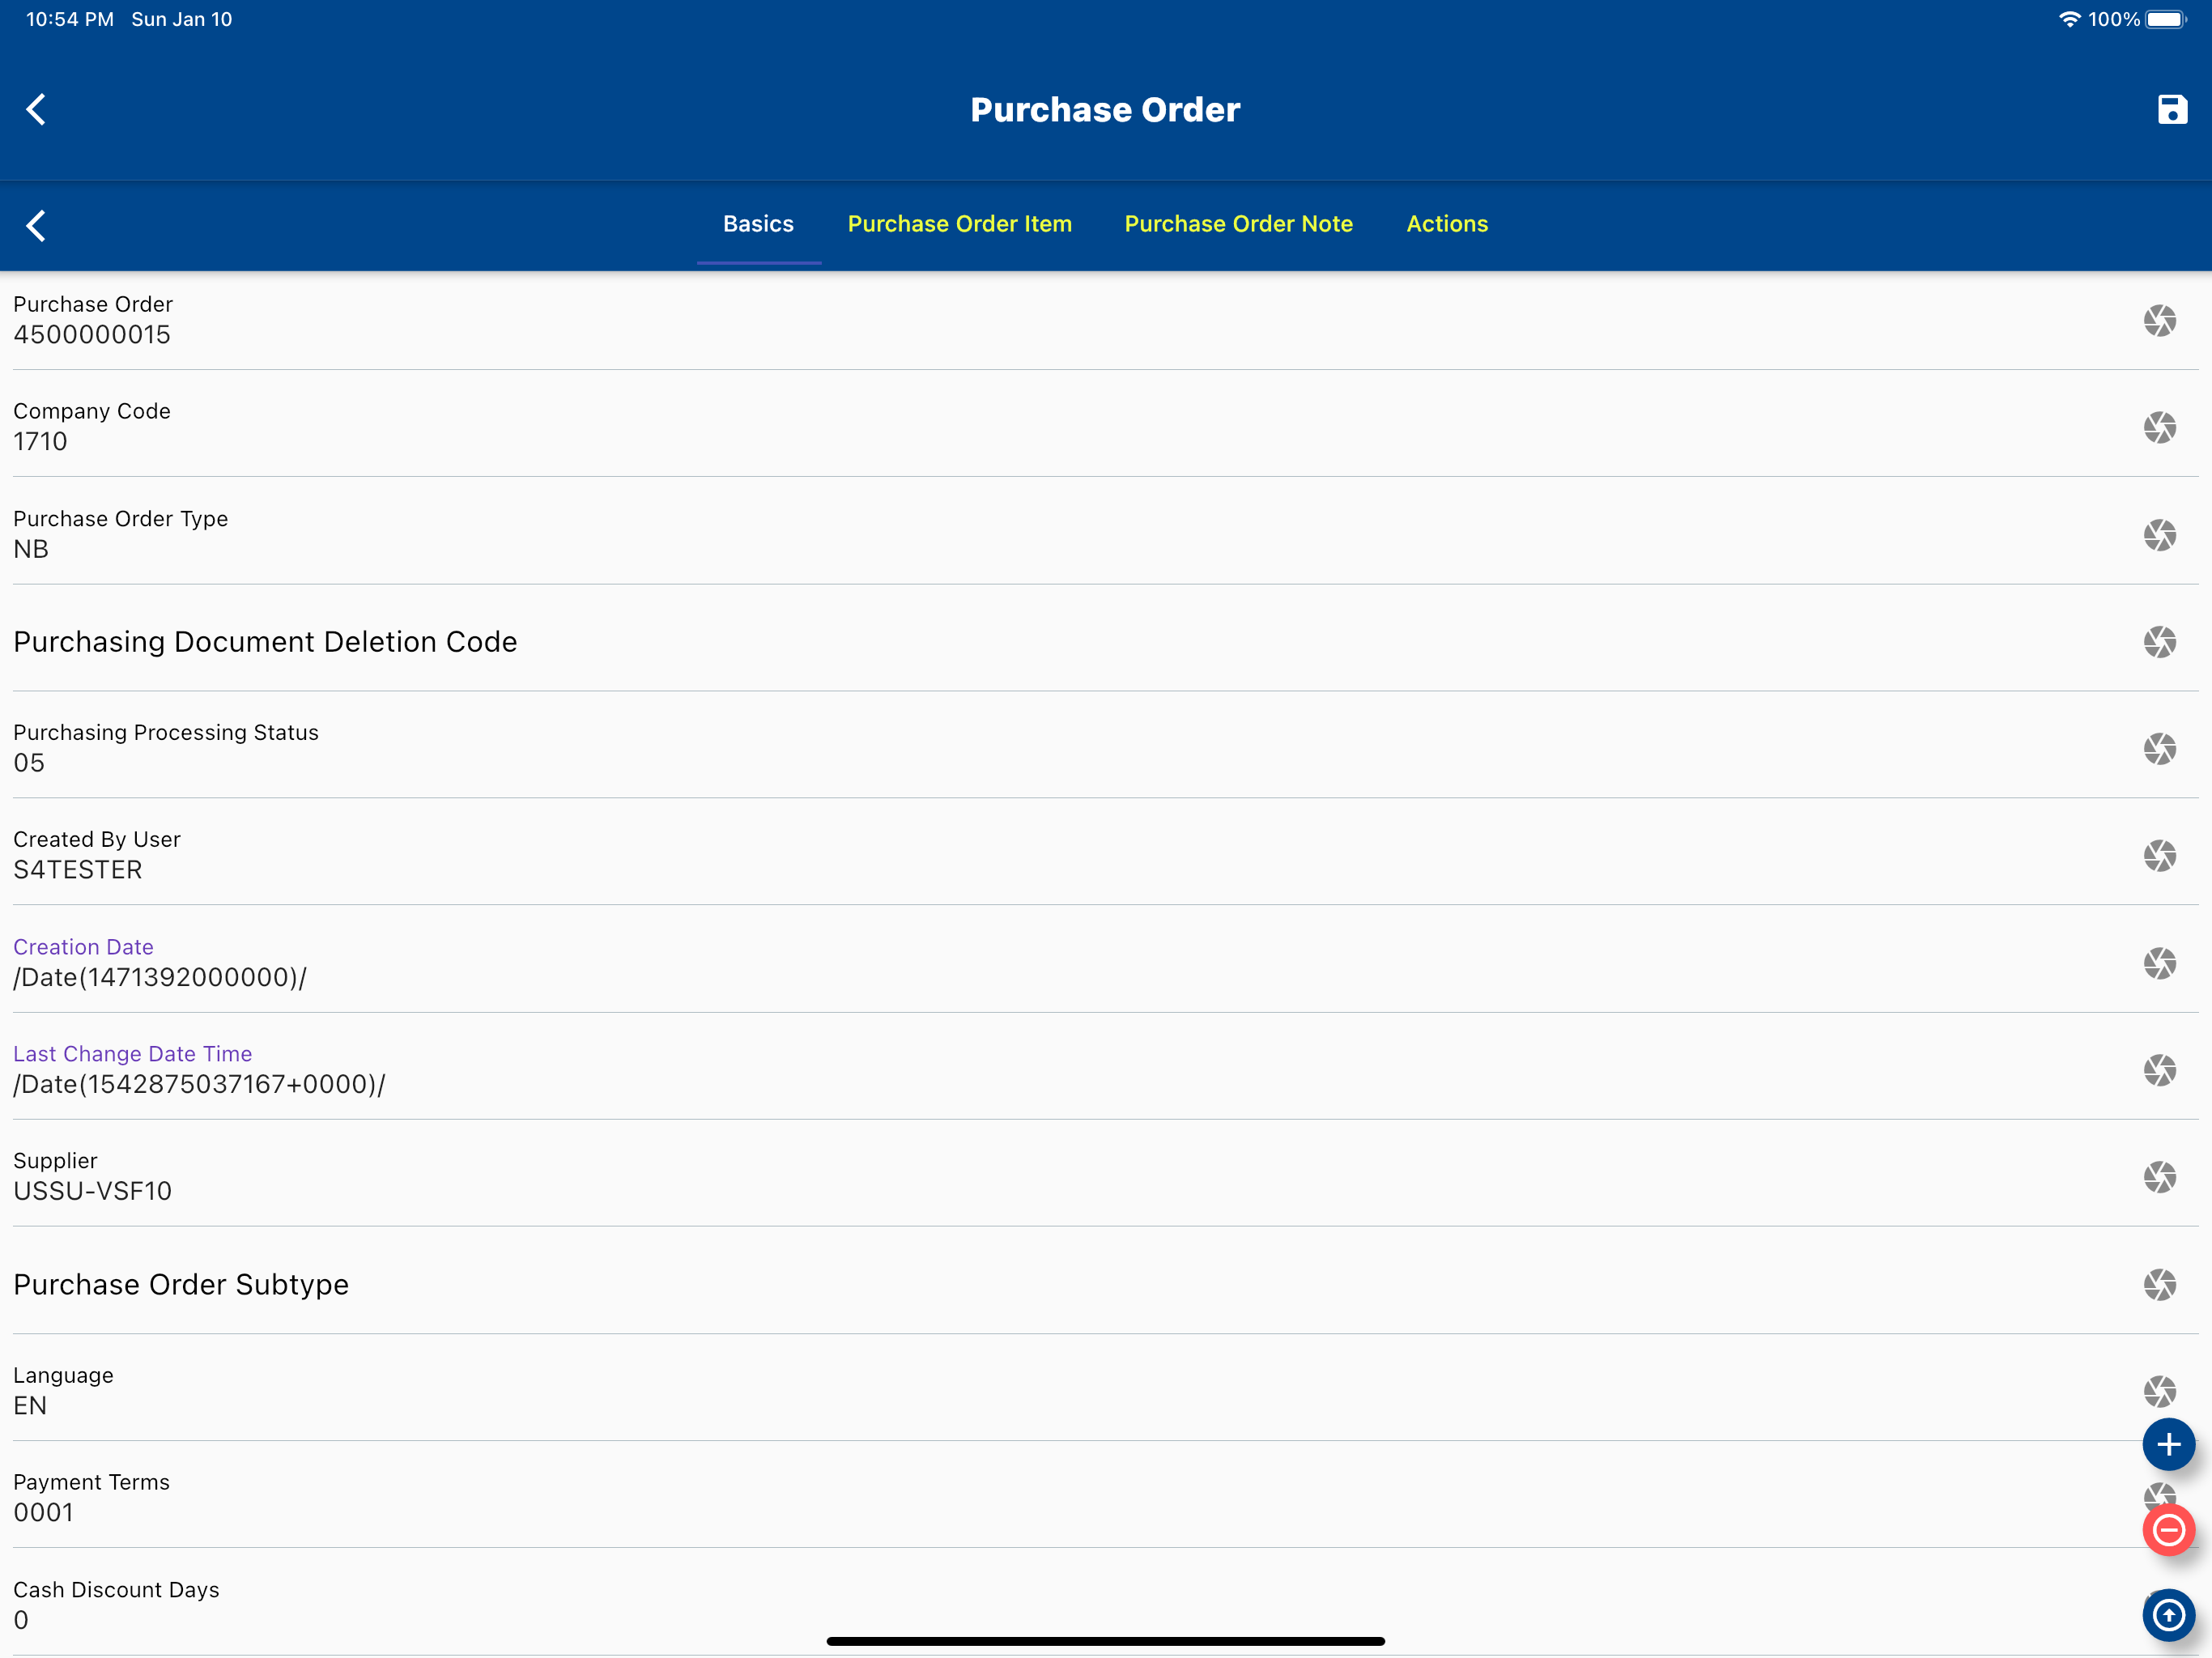 10:54 PM Sun Jan 10
100%
Purchase Order
Basics
Purchase Order Item
Purchase Order Note
Actions
Purchase Order
4500000015
Company Code
1710
Purchase Order Type
NB
Purchasing Document Deletion Code
Purchasing Processing Status
05
Created By User
S4TESTER
Creation Date
/Date(1471392000000)/
Last Change Date Time
/Date(1542875037167+0000)/
Supplier
USSU-VSF10
Purchase Order Subtype
Language
EN
Payment Terms
0001
Cash Discount Days
0